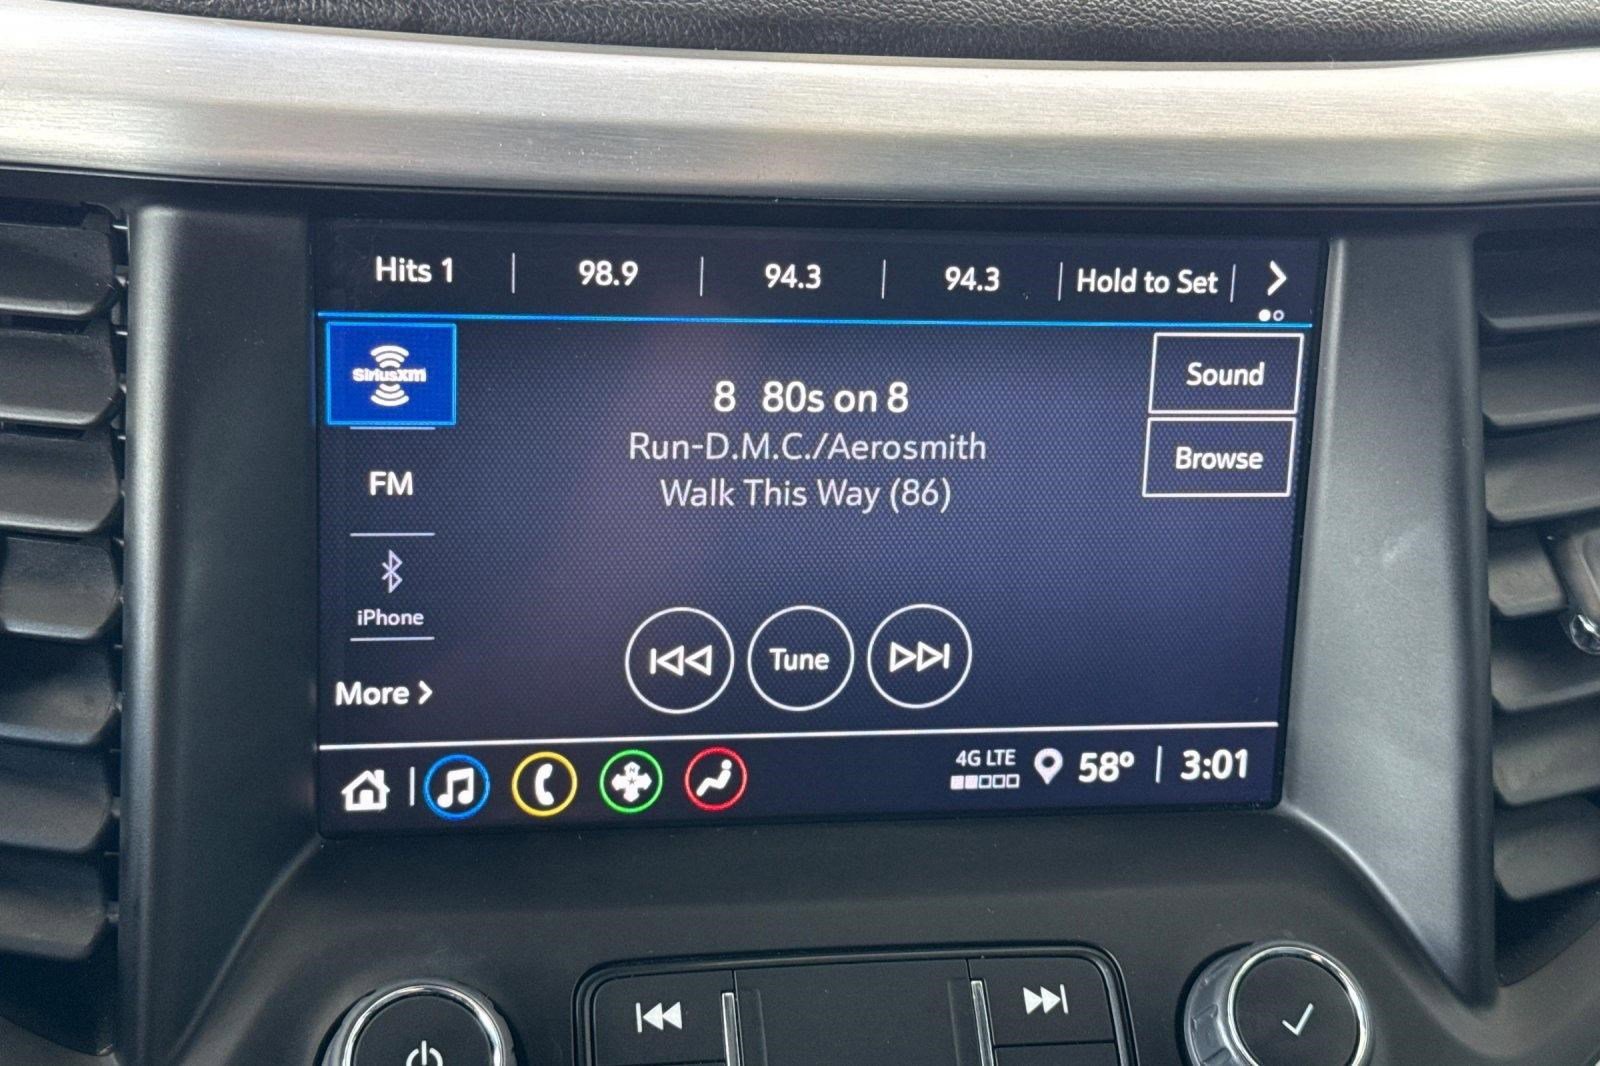 Hits 1 | 98.9 | 94.3 | 94.3 | Hold to Set |
SiriusXM
Sound
8 80s on 8
Run-D.M.C./Aerosmith
Walk This Way (86)
Browse
FM
iPhone
Tune
More
4G LTE
58° | 3:01
N